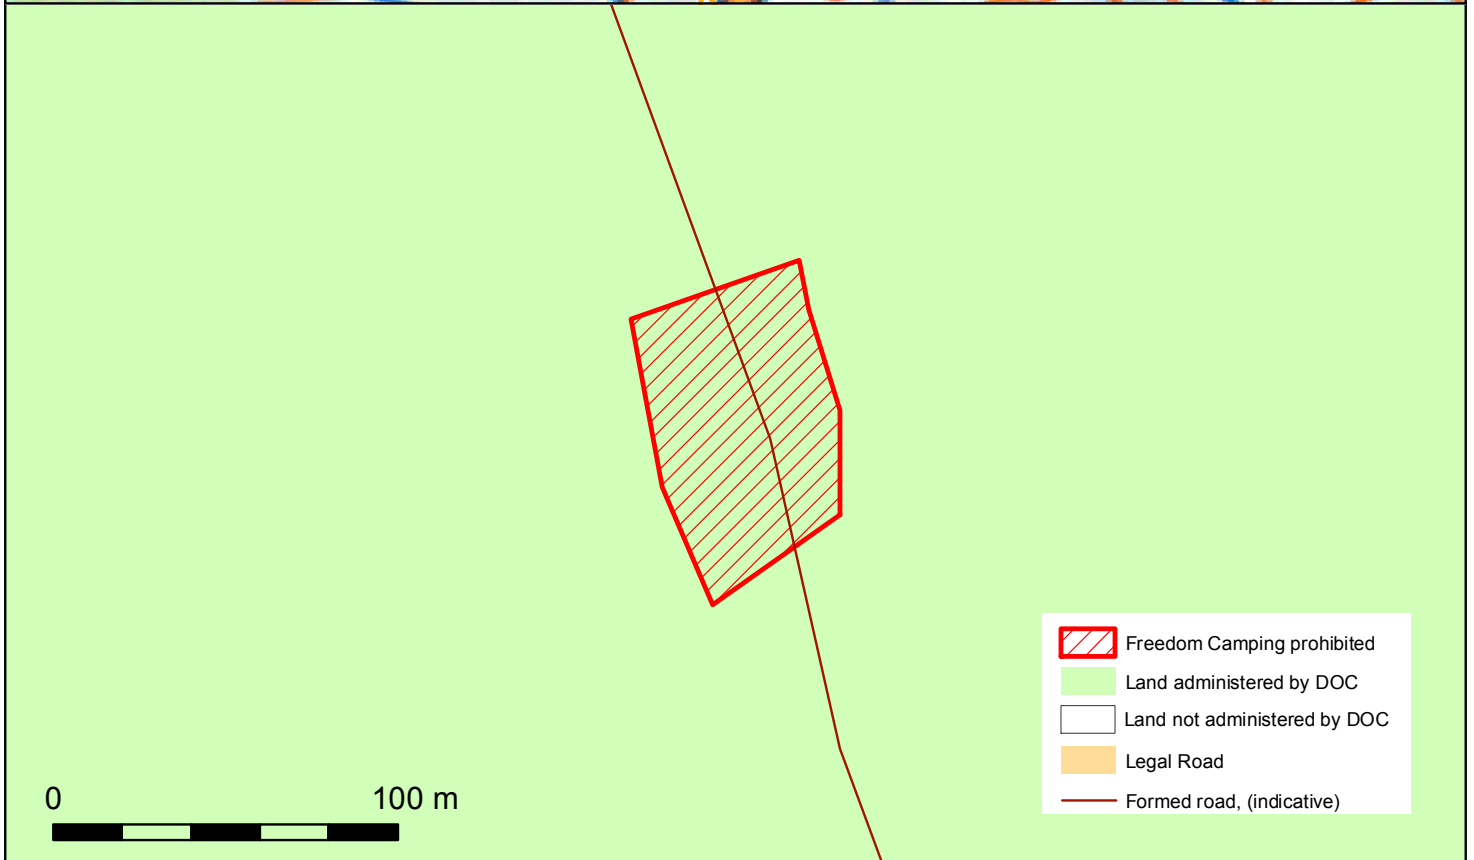 Freedom Camping prohibited
Land administered by DOC
Land not administered by DOC
Legal Road
Formed road, (indicative)
0 100 m